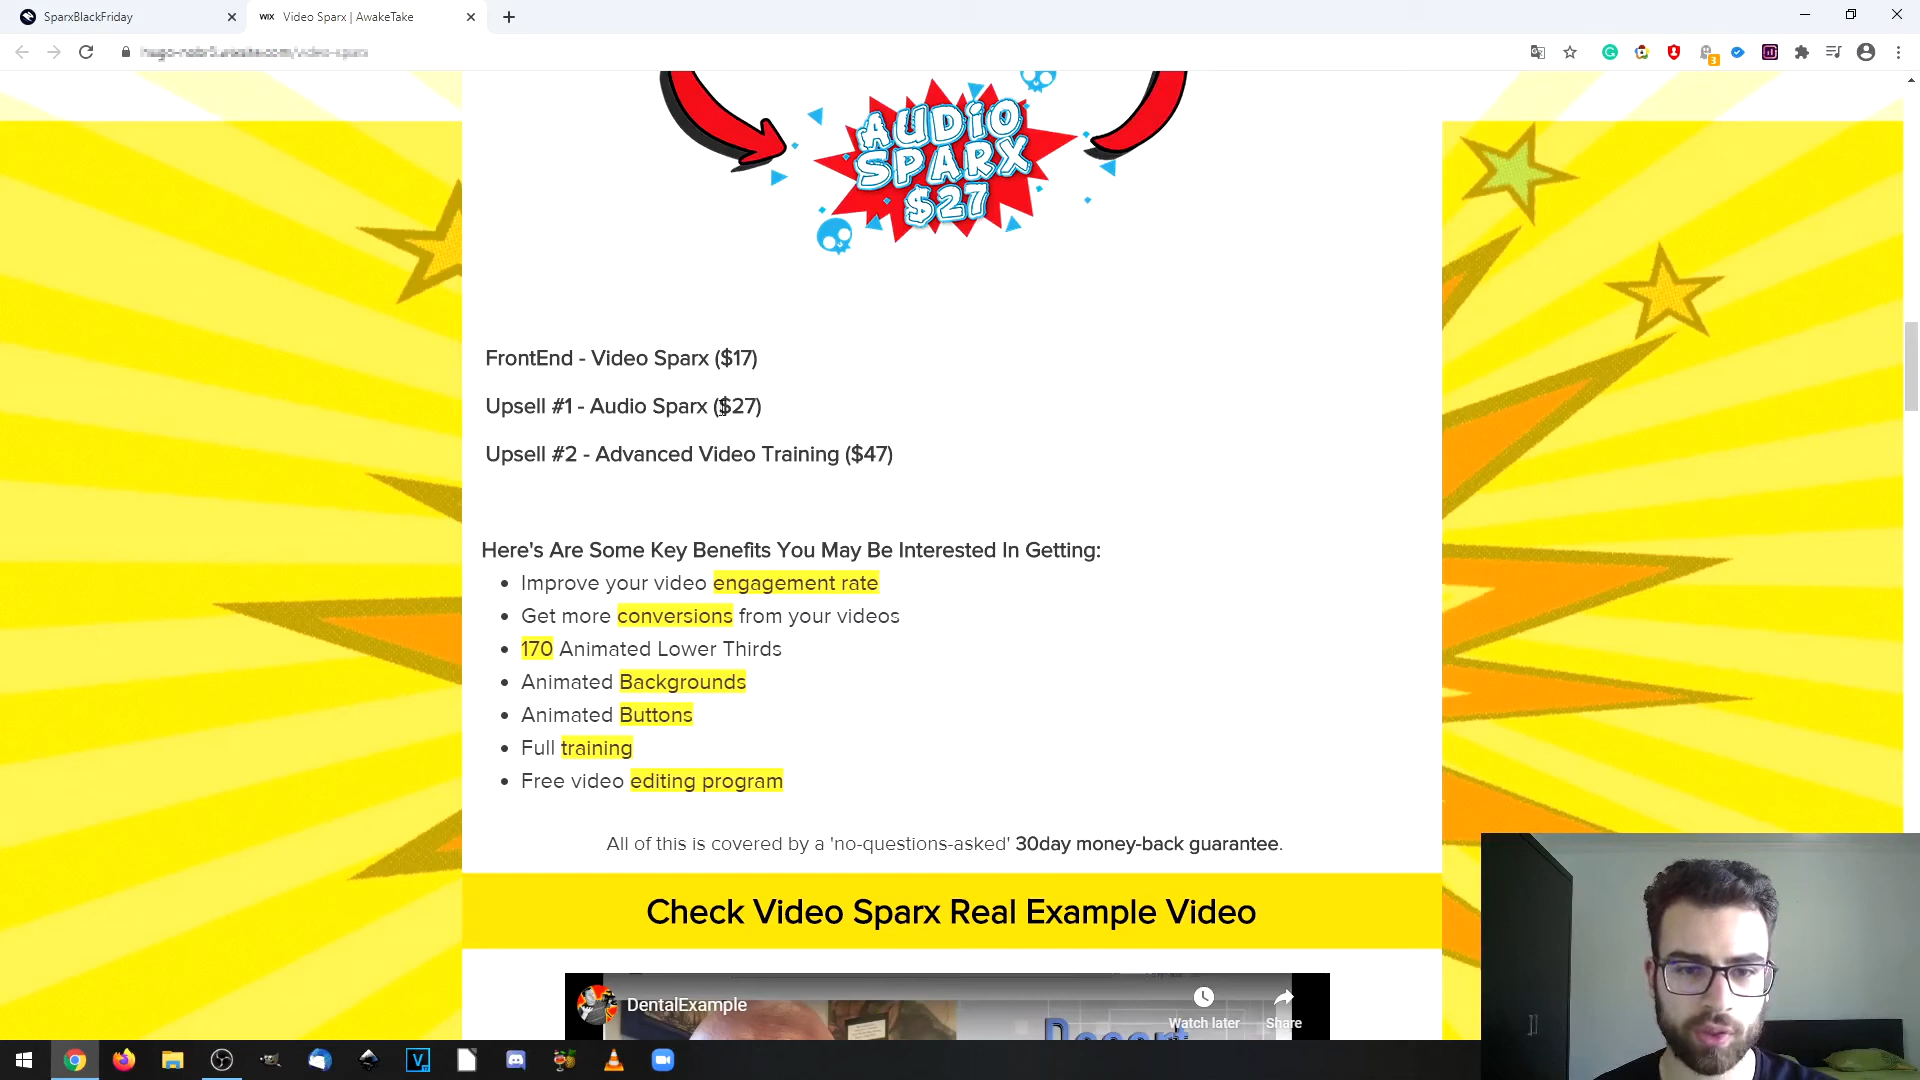 SparxBlackFriday
WIX Video Sparx | AwakeTake
3
AUDIO
SPARX
$27
FrontEnd - Video Sparx ($17)
Upsell #1 - Audio Sparx ($27)
Upsell #2 - Advanced Video Training ($47)
Here's Are Some Key Benefits You May Be Interested In Getting:
• Improve your video engagement rate
• Get more conversions from your videos
• 170 Animated Lower Thirds
• Animated Backgrounds
• Animated Buttons
• Full training
• Free video editing program
All of this is covered by a 'no-questions-asked' 30day money-back guarantee.
Check Video Sparx Real Example Video
DentalExample
Watch later
Share